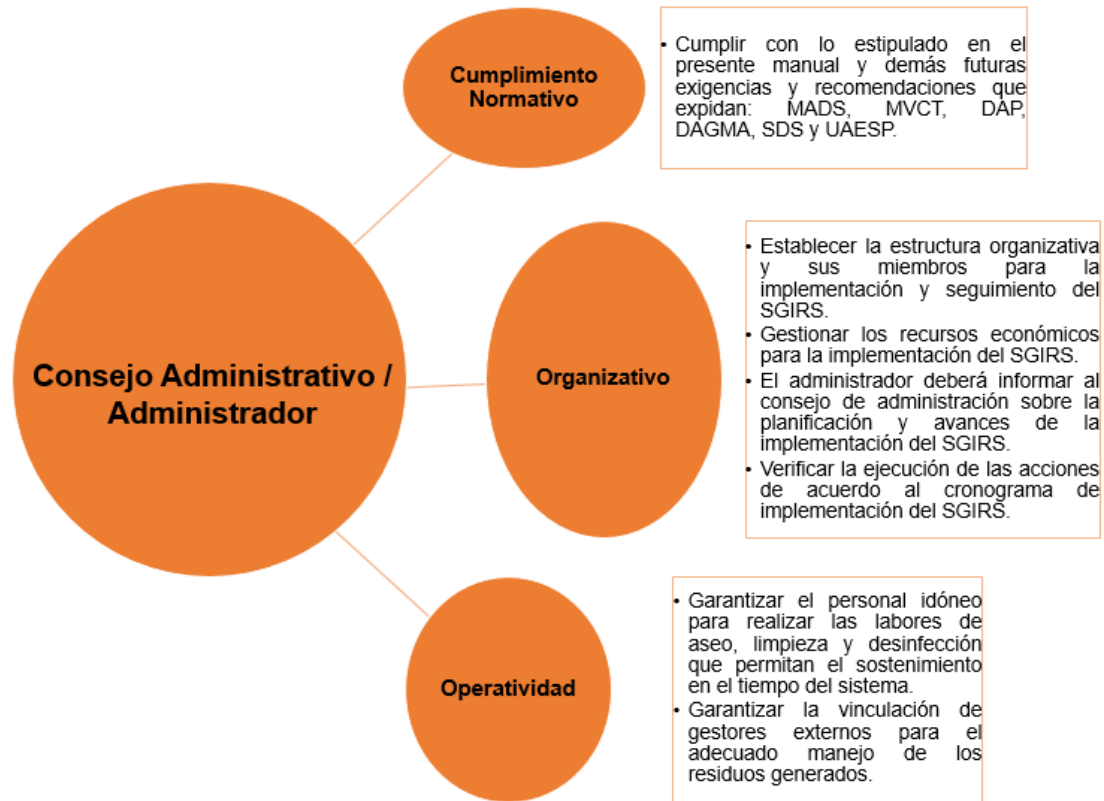 Consejo Administrativo /
Administrador
Cumplimiento
Normativo
• Cumplir con lo estipulado en el
presente manual y demás futuras
exigencias y recomendaciones que
expidan: MADS, MVCT, DAP,
DAGMA, SDS y UAESP.
Organizativo
• Establecer la estructura organizativa
y sus miembros para la
implementación y seguimiento del
SGIRS.
• Gestionar los recursos económicos
para la implementación del SGIRS.
• El administrador deberá informar al
consejo de administración sobre la
planificación y avances de la
implementación del SGIRS.
• Verificar la ejecución de las acciones
de acuerdo al cronograma de
implementación del SGIRS.
Operatividad
• Garantizar el personal idóneo
para realizar las labores de
aseo, limpieza y desinfección
que permitan el sostenimiento
en el tiempo del sistema.
• Garantizar la vinculación de
gestores externos para el
adecuado manejo de los
residuos generados.